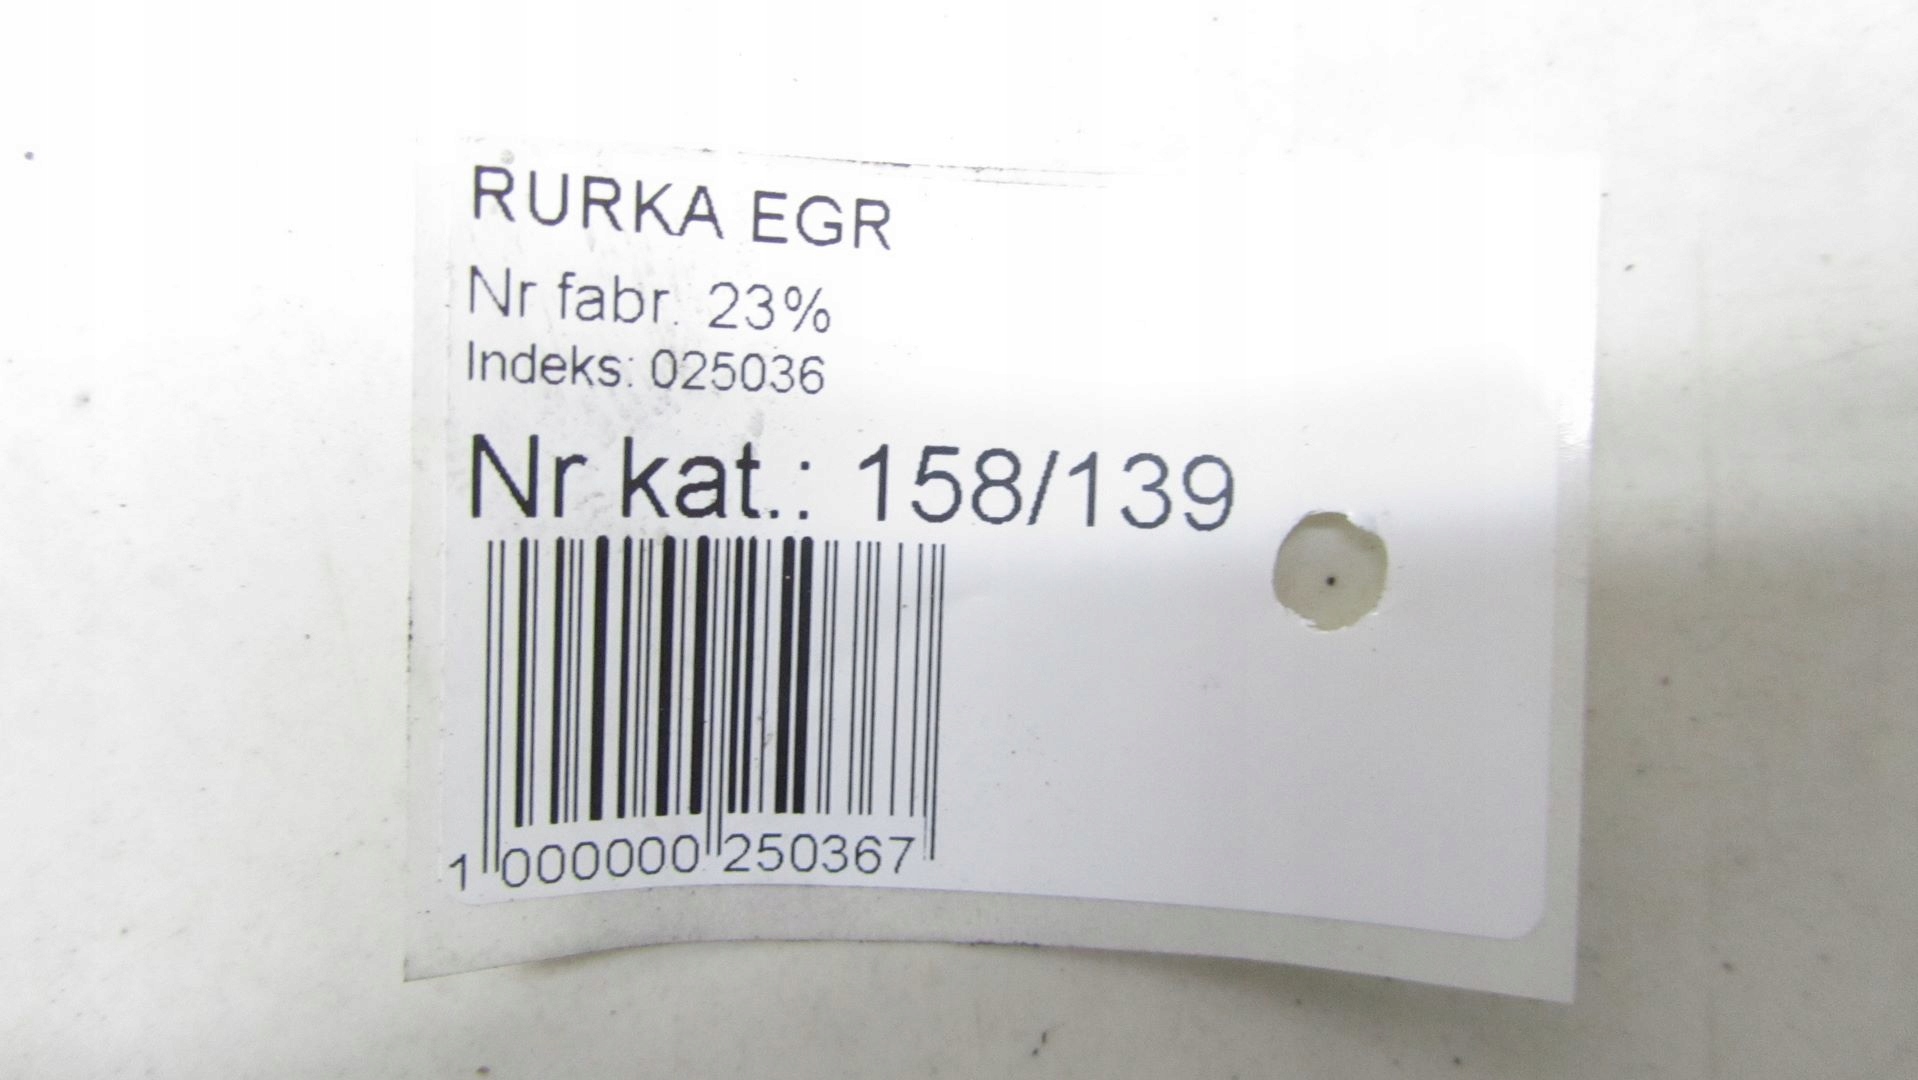 RURKA EGR
Nr fabr. 23%
Indeks: 025036
Nr kat.: 158/139
1 000000 250367